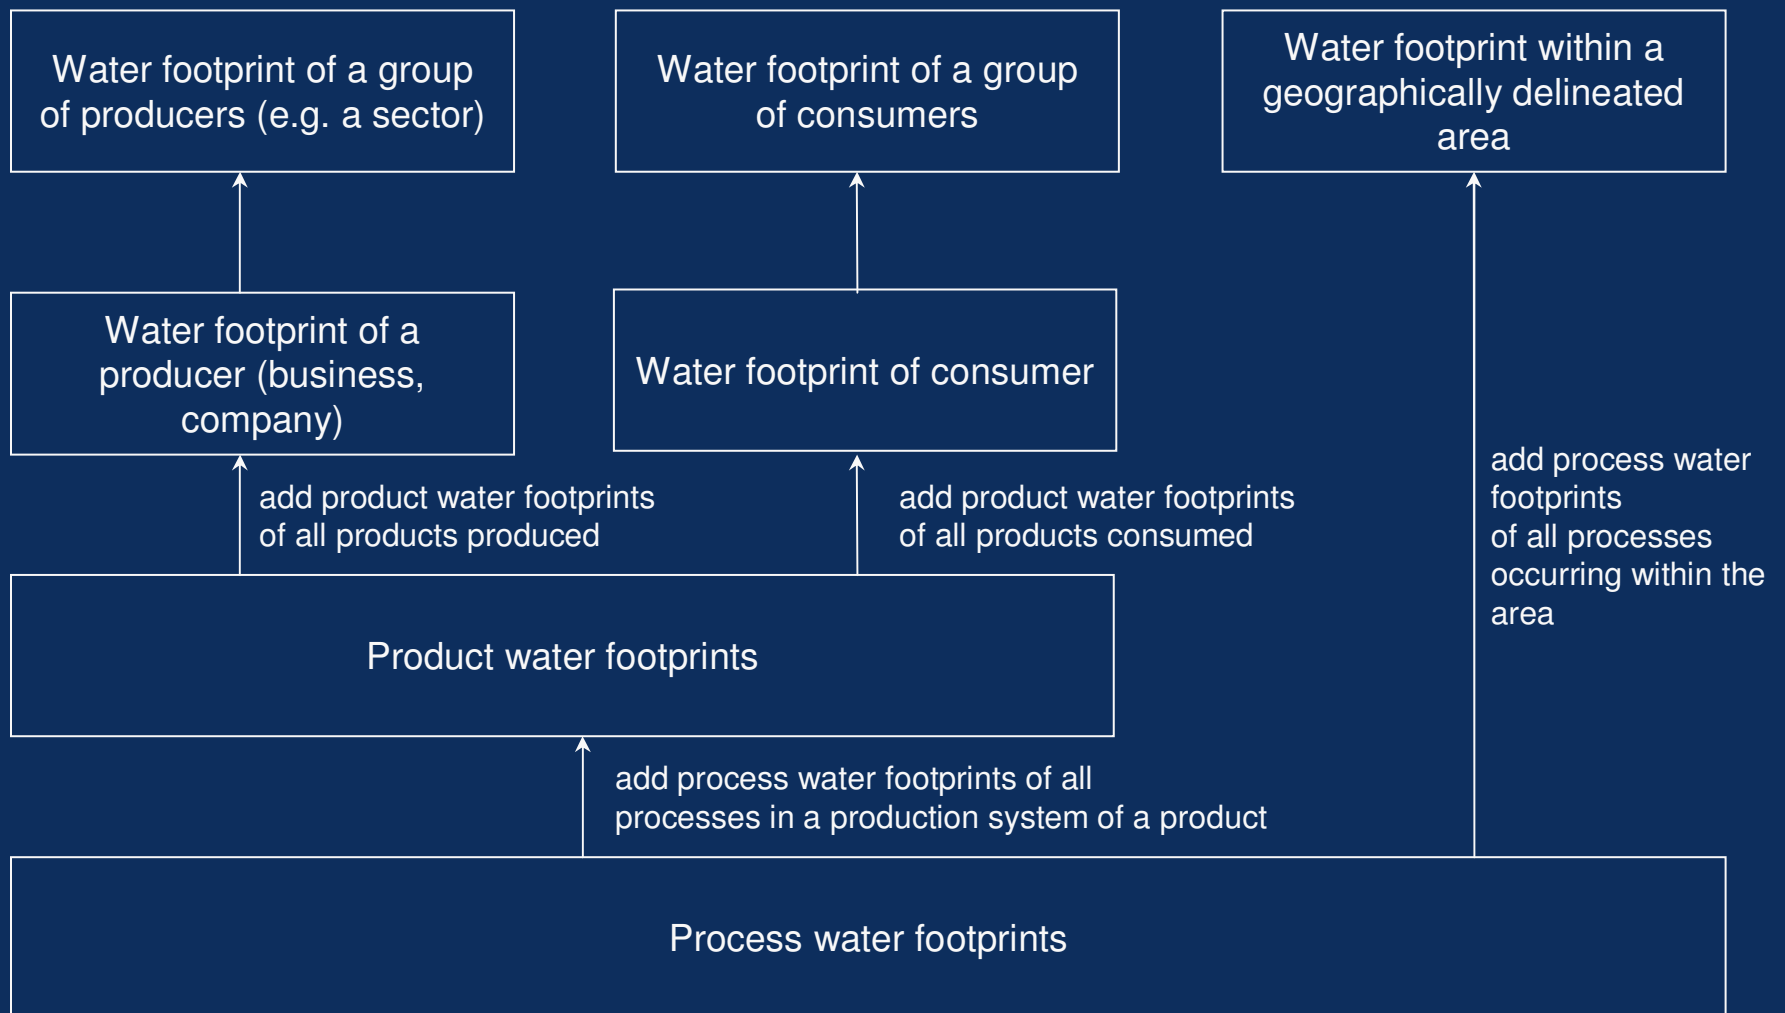 Water footprint of a group
of producers (e.g. a sector)
Water footprint of a group
of consumers
Water footprint within a
geographically delineated
area
Water footprint of a
producer (business,
company)
Water footprint of consumer
add product water footprints
of all products produced
add product water footprints
of all products consumed
add process water
footprints
of all processes
occurring within the
area
Product water footprints
add process water footprints of all
processes in a production system of a product
Process water footprints